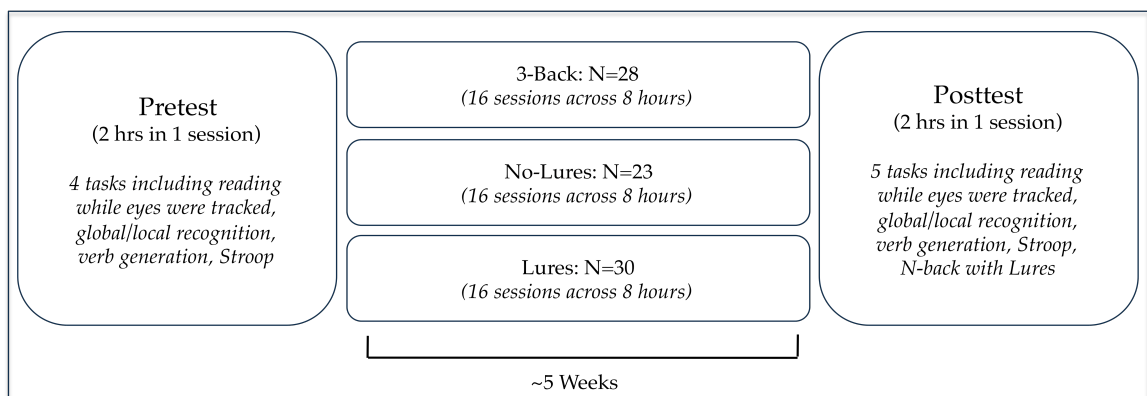 Pretest
(2 hrs in 1 session)
4 tasks including reading
while eyes were tracked,
global/local recognition,
verb generation, Stroop
3-Back: N=28
(16 sessions across 8 hours)
No-Lures: N=23
(16 sessions across 8 hours)
Lures: N=30
(16 sessions across 8 hours)
~5 Weeks
Posttest
(2 hrs in 1 session)
5 tasks including reading
while eyes were tracked,
global/local recognition,
verb generation, Stroop,
N-back with Lures